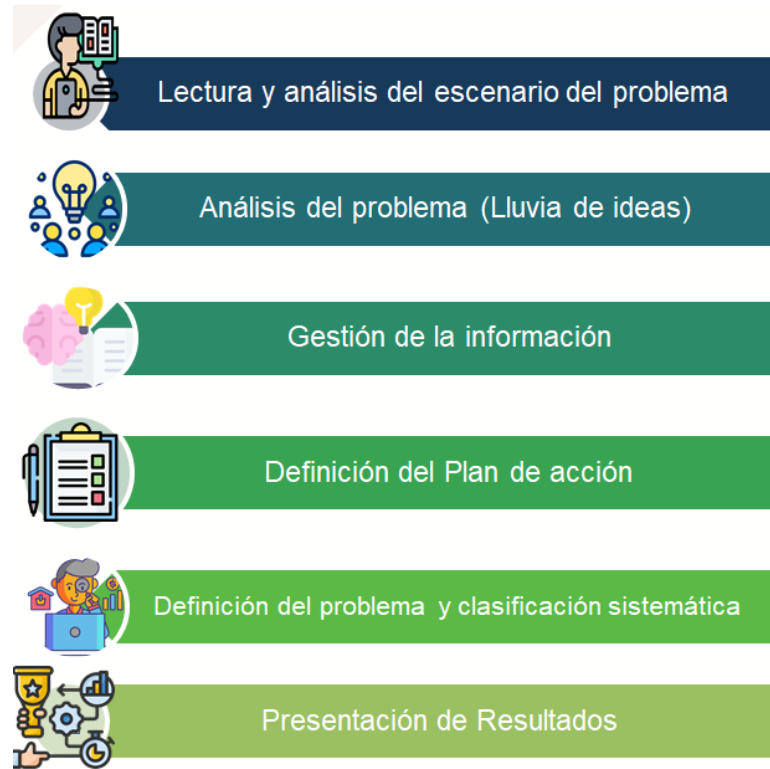 Lectura y análisis del escenario del problema
Análisis del problema (Lluvia de ideas)
Gestión de la información
Definición del Plan de acción
Definición del problema y clasificación sistemática
Presentación de Resultados